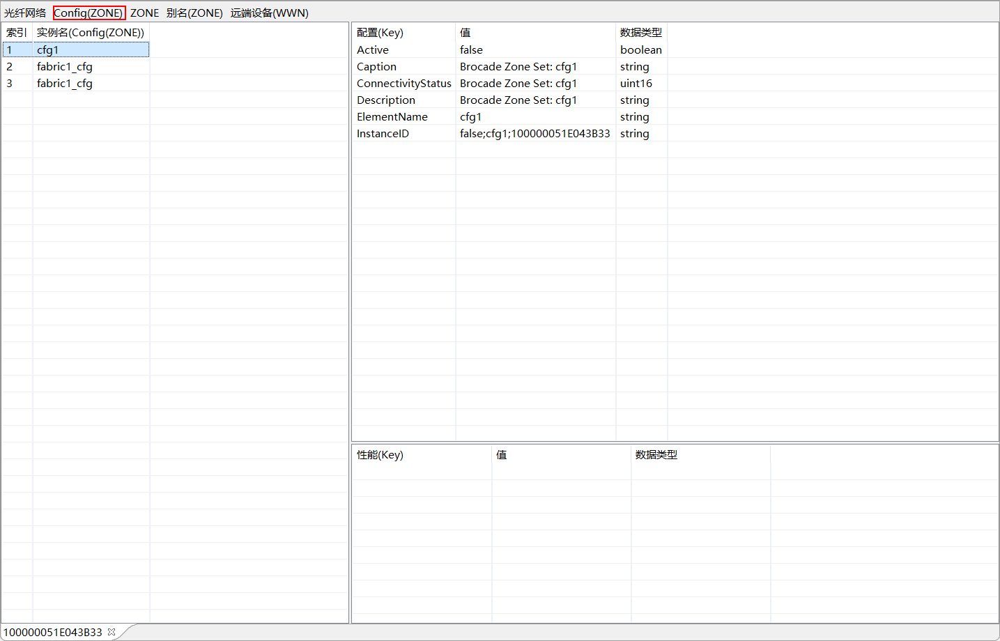 光纤网络 Config(ZONE) ZONE 别名(ZONE) 远端设备(WWN)
索引 实例名(Config(ZONE))
1 cfg1
2 fabric1_cfg
3 fabric1_cfg
配置(Key) 值 数据类型
Active false boolean
Caption Brocade Zone Set: cfg1 string
ConnectivityStatus Brocade Zone Set: cfg1 uint16
Description Brocade Zone Set: cfg1 string
ElementName cfg1 string
InstanceID false;cfg1;100000051E043B33 string
性能(Key) 值 数据类型
100000051E043B33